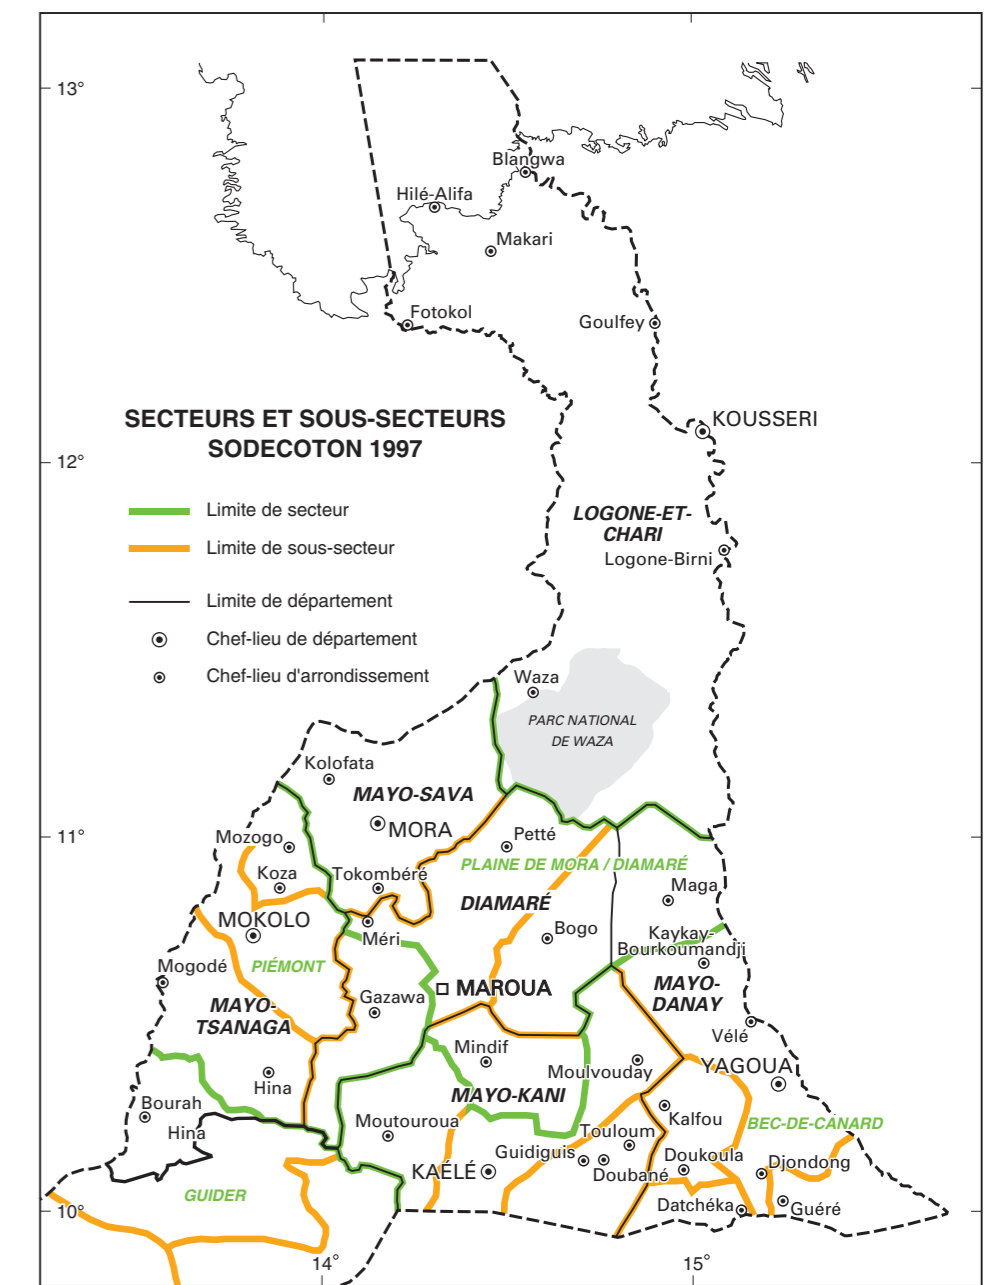 13°
Blangwa
Hilé-Alifa
Makari
Fotokol
Goulfey
SECTEURS ET SOUS-SECTEURS
SODECOTON 1997
KOUSSERI
12°
Limite de secteur
Limite de sous-secteur
LOGONE-ET-
CHARI
Logone-Birni
Limite de département
Chef-lieu de département
Chef-lieu d'arrondissement
Waza
PARC NATIONAL
DE WAZA
Kolofata
MAYO-SAVA
MORA
11°
Mozogo
Petté
PLAINE DE MORA / DIAMARÉ
Koza
Tokombéré
Maga
DIAMARÉ
MOKOLO
Méri
Bogo
Kaykay-
Bourkoumandji
Mogodé
PIÉMONT
MAROUA
MAYO-
DANAY
Gazawa
MAYO-
TSANAGA
Vélé
Mindif
Moulvouday
YAGOUA
Hina
MAYO-KANI
Bourah
Hina
Moutouroua
Kalfou
BEC-DE-CANARD
Touloum
Guidiguis
Doukoula
Djondong
KAÉLÉ
Doubané
GUIDER
10°
Datchéka
Guéré
14°
15°